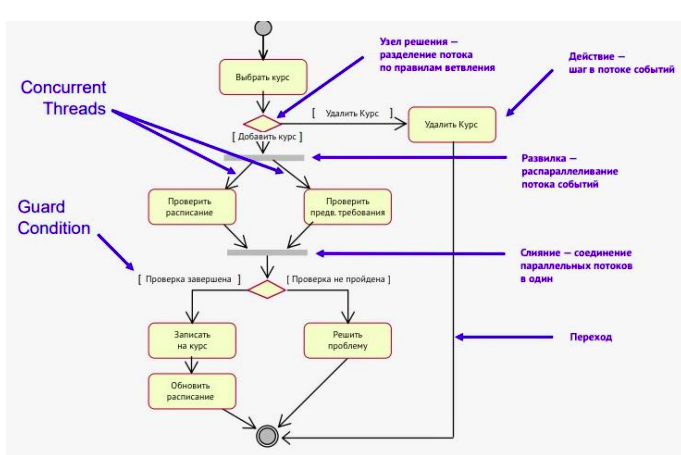 Узел решения —
разделение потока
по правилам ветвления
Действие —
шаг в потоке событий
Выбрать курс
Concurrent
Threads
[ Удалить Курс ]
Удалить Курс
[ Добавить курс ]
Развилка —
распараллеливание
потока событий
Проверить
расписание
Проверить
предв. требования
Guard
Condition
Слияние — соединение
параллельных потоков
в один
[ Проверка завершена ]
[ Проверка не пройдена ]
Записать
на курс
Решить
проблему
Переход
Обновить
расписание